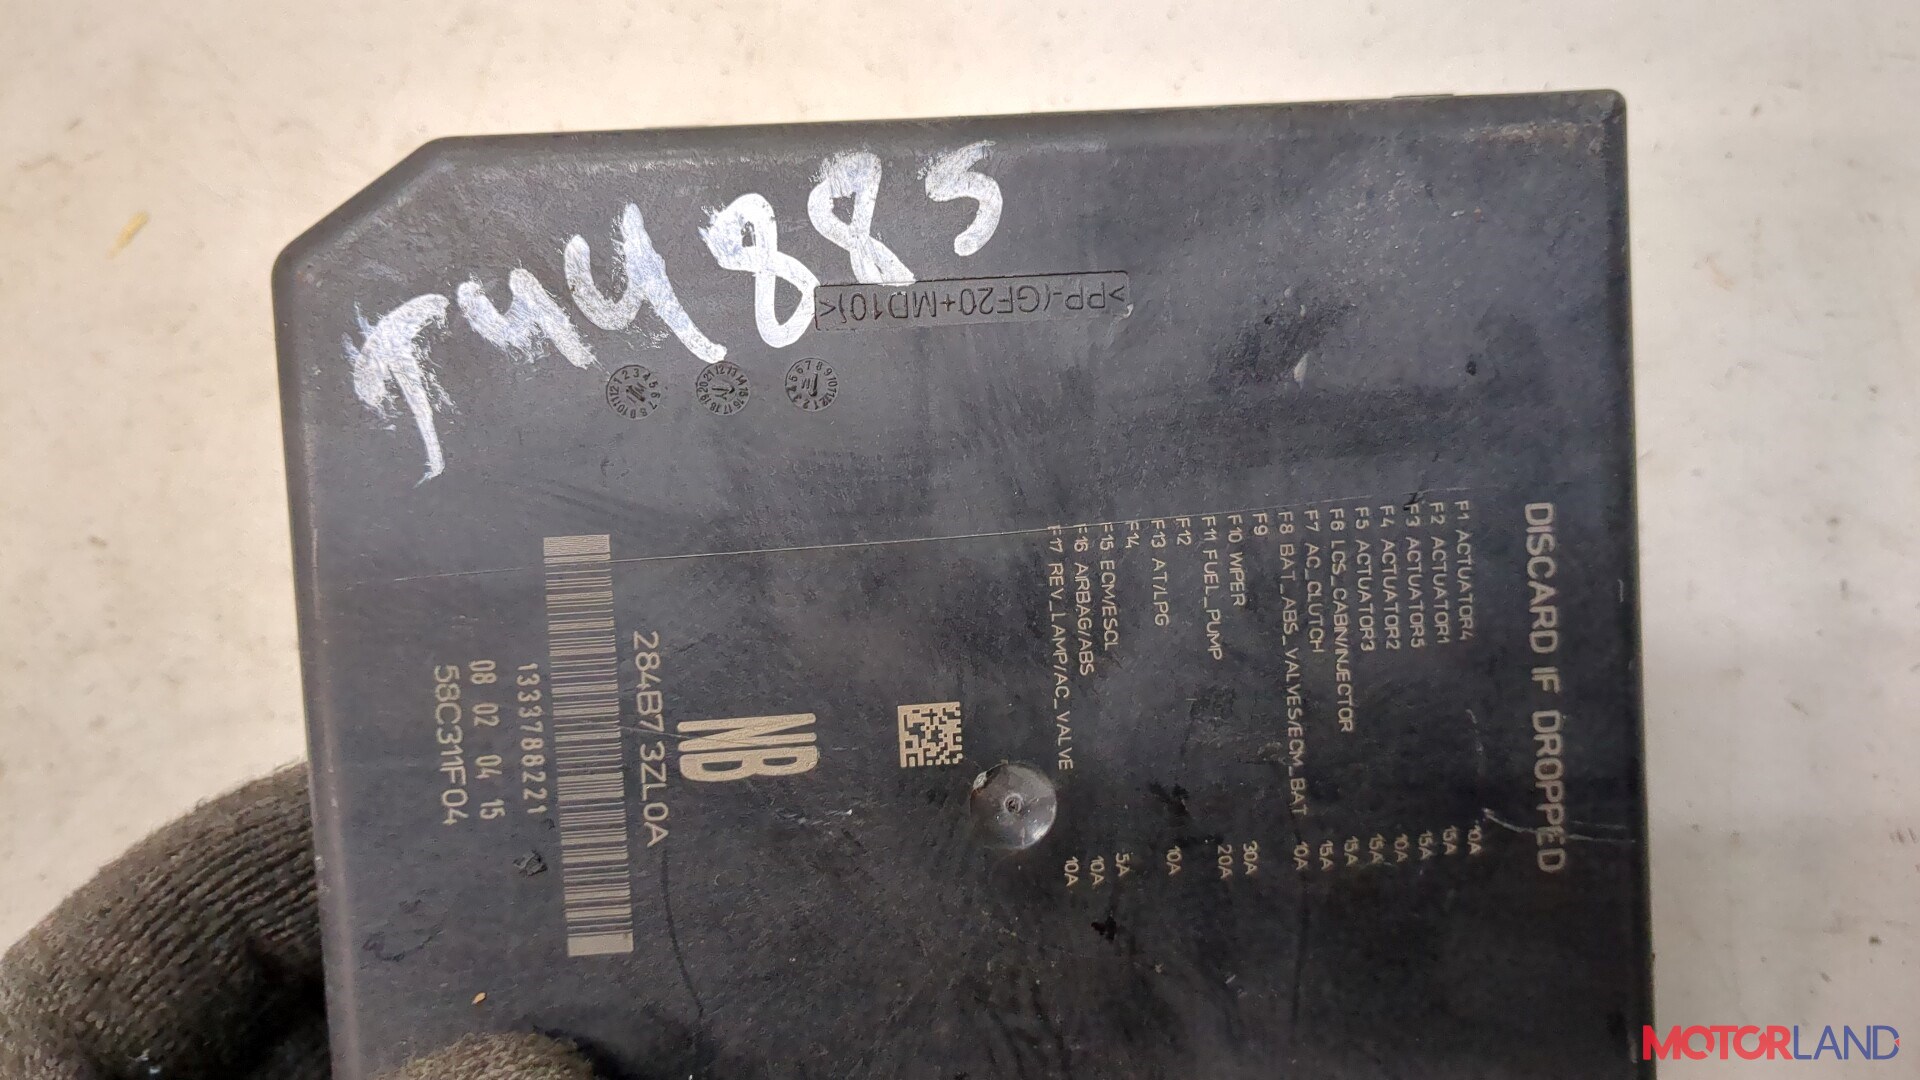 T4488S
>PP-(GF20+MD10)<
DISCARD IF DROPPED
F1 ACTUATOR4 10A
F2 ACTUATOR1 15A
F3 ACTUATOR5 15A
F4 ACTUATOR2 10A
F5 ACTUATOR3 15A
F6 LCS_CABIN/INJECTOR 15A
F7 AC_CLUTCH 15A
F8 BAT_ABS_VALVES/ECM_BAT 10A
F9
F10 WIPER 30A
F11 FUEL_PUMP 20A
F12
F13 AT/LPG 10A
F14
F15 ECM/ESCL 5A
F16 AIRBAG/ABS 10A
F17 REV_LAMP/AC_VALVE 10A
NB
284B7 3ZL0A
1333788221
08 02 04 15
58C311F04
MOTORLAND